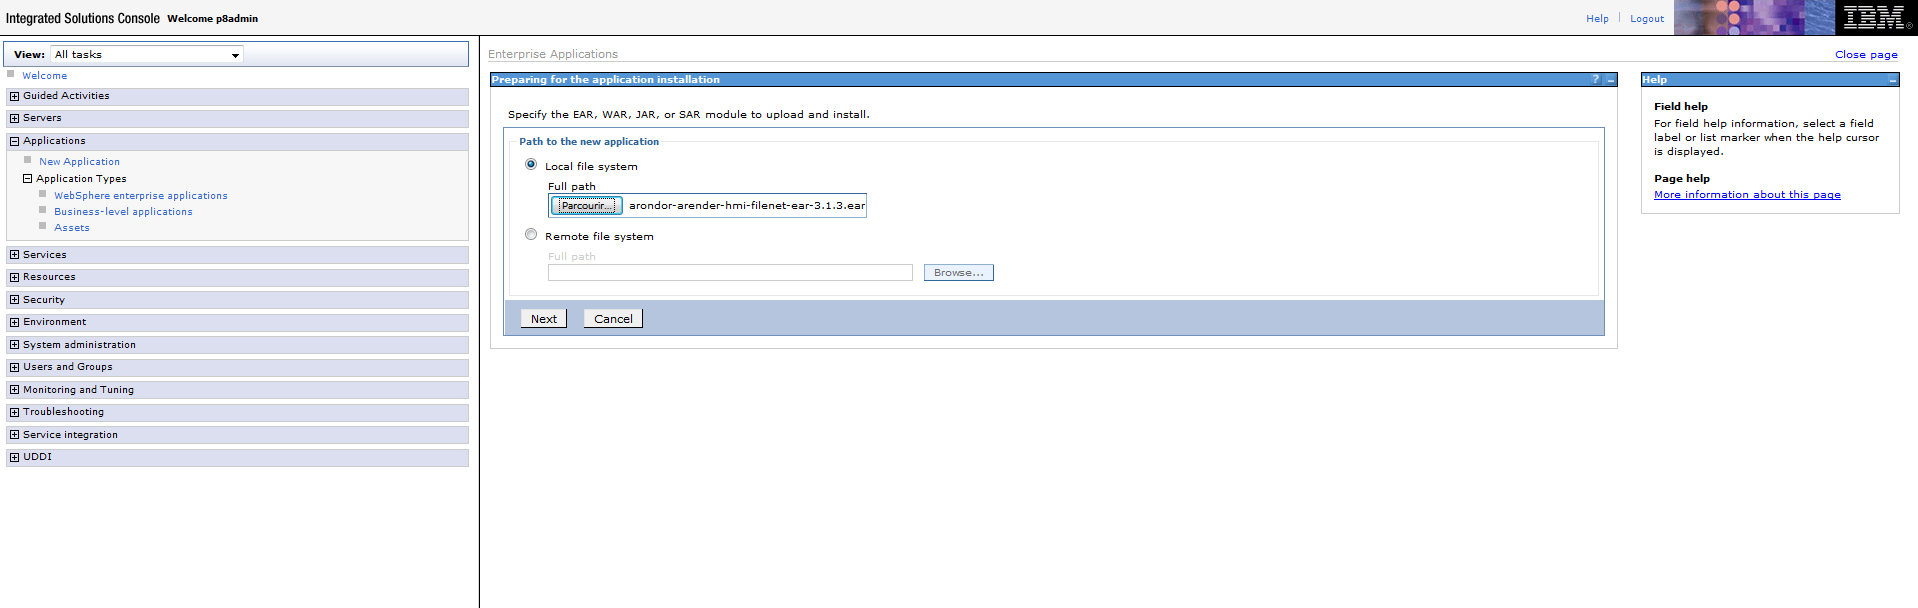 Integrated Solutions Console Welcome p8admin
Help Logout
IBM®
View: All tasks
Welcome
Guided Activities
Servers
Applications
New Application
Application Types
WebSphere enterprise applications
Business-level applications
Assets
Services
Resources
Security
Environment
System administration
Users and Groups
Monitoring and Tuning
Troubleshooting
Service integration
UDDI
Enterprise Applications
Close page
Preparing for the application installation
? _
Specify the EAR, WAR, JAR, or SAR module to upload and install.
Path to the new application
Local file system
Full path
Parcourir... arondor-arender-hmi-filenet-ear-3.1.3.ear
Remote file system
Full path
Browse...
Next Cancel
Help
Field help
For field help information, select a field
label or list marker when the help cursor
is displayed.
Page help
More information about this page